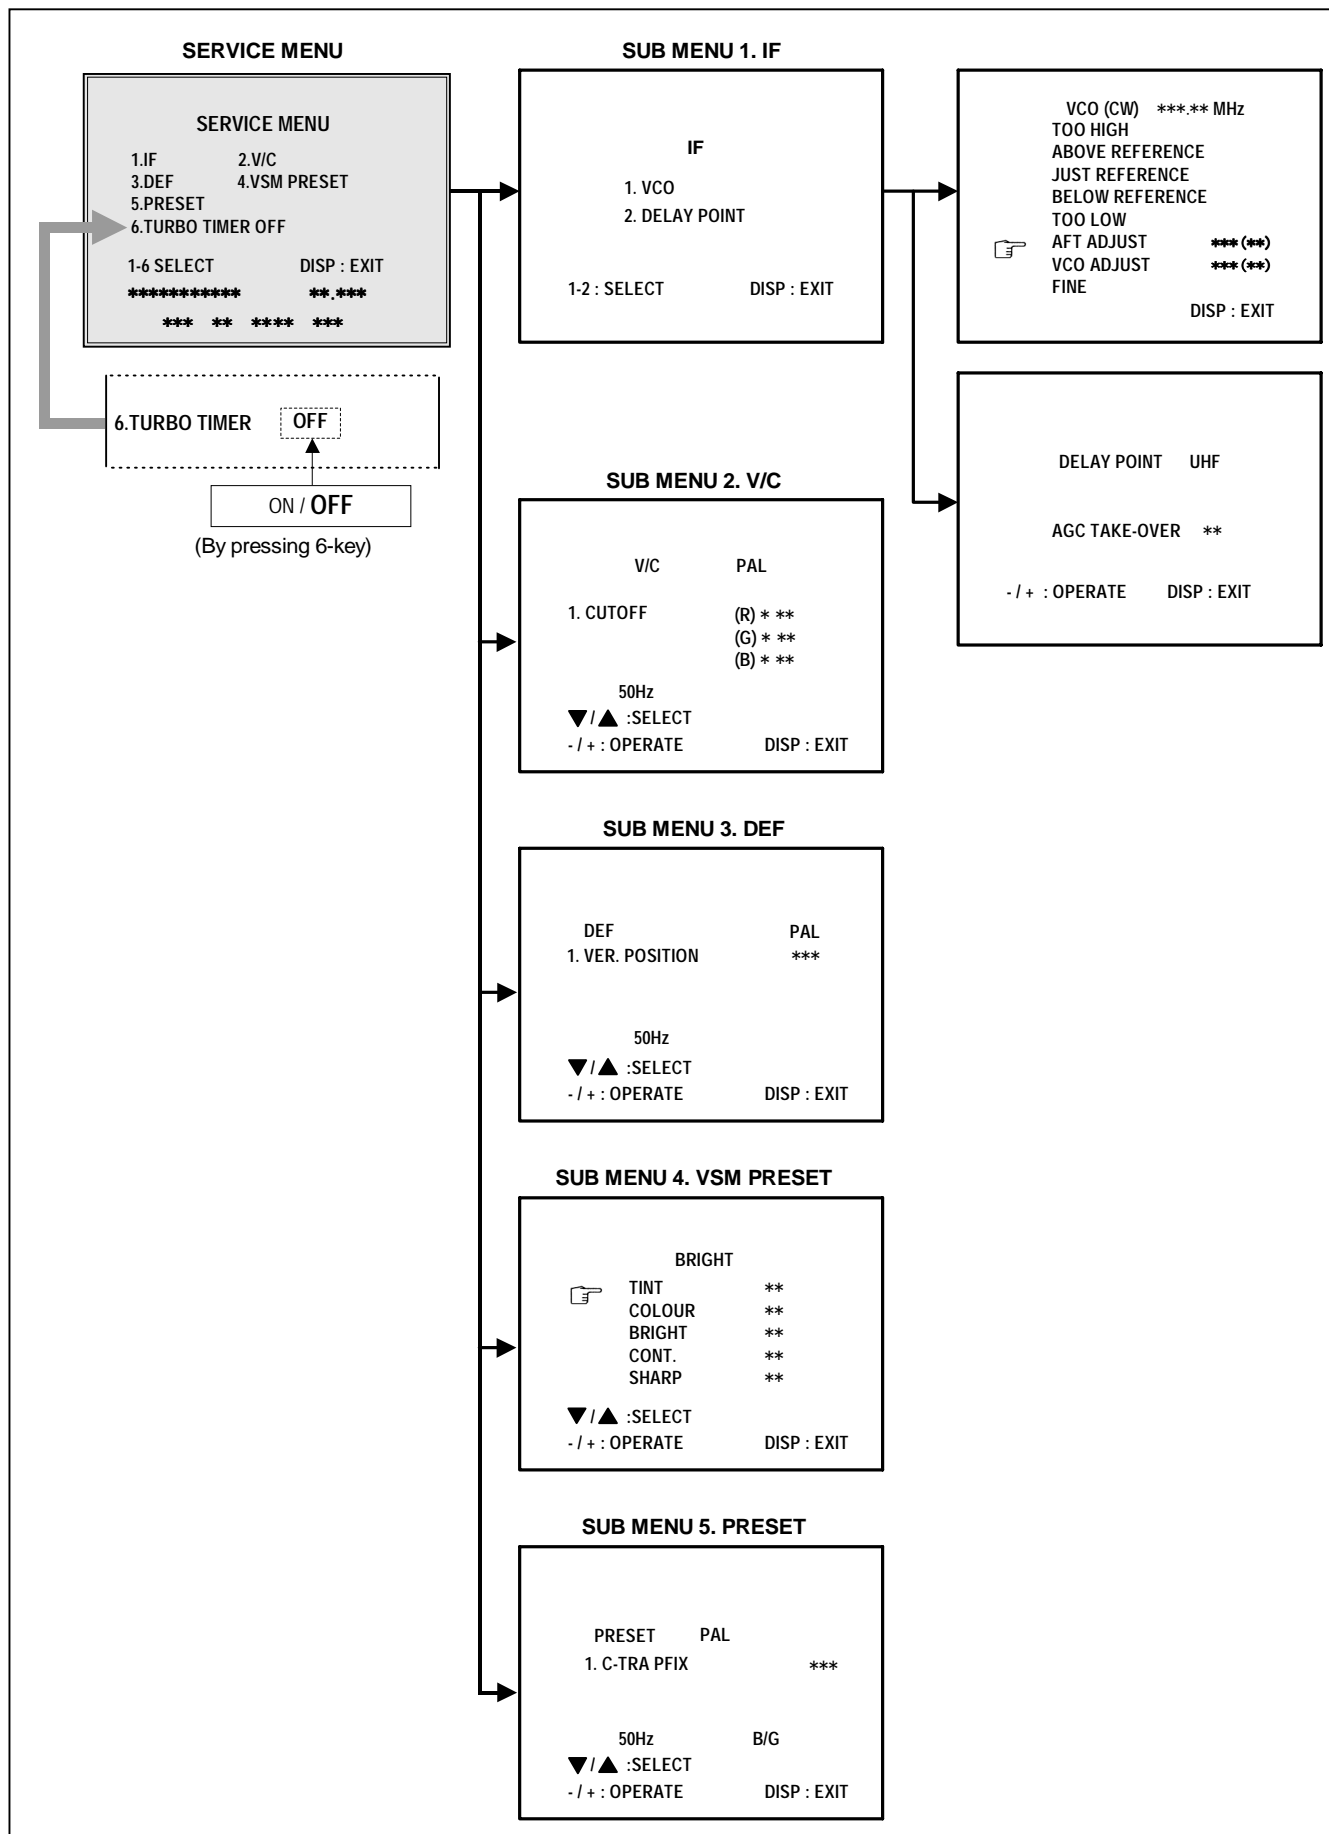 SERVICE MENU
SERVICE MENU
1.IF 2.V/C
3.DEF 4.VSM PRESET
5.PRESET
6.TURBO TIMER OFF
1-6 SELECT DISP : EXIT
*********** **.***
*** ** **** ***
6.TURBO TIMER OFF
ON / OFF
(By pressing 6-key)
SUB MENU 1. IF
IF
1. VCO
2. DELAY POINT
1-2 : SELECT DISP : EXIT
VCO (CW) ***.** MHz
TOO HIGH
ABOVE REFERENCE
JUST REFERENCE
BELOW REFERENCE
TOO LOW
☞ AFT ADJUST ***(**)
VCO ADJUST ***(**)
FINE
DISP : EXIT
DELAY POINT UHF
AGC TAKE-OVER **
- / + : OPERATE DISP : EXIT
SUB MENU 2. V/C
V/C PAL
1. CUTOFF (R) * **
(G) * **
(B) * **
50Hz
▼/▲ :SELECT
- / + : OPERATE DISP : EXIT
SUB MENU 3. DEF
DEF PAL
1. VER. POSITION ***
50Hz
▼/▲ :SELECT
- / + : OPERATE DISP : EXIT
SUB MENU 4. VSM PRESET
BRIGHT
☞ TINT **
COLOUR **
BRIGHT **
CONT. **
SHARP **
▼/▲ :SELECT
- / + : OPERATE DISP : EXIT
SUB MENU 5. PRESET
PRESET PAL
1. C-TRA PFIX ***
50Hz B/G
▼/▲ :SELECT
- / + : OPERATE DISP : EXIT